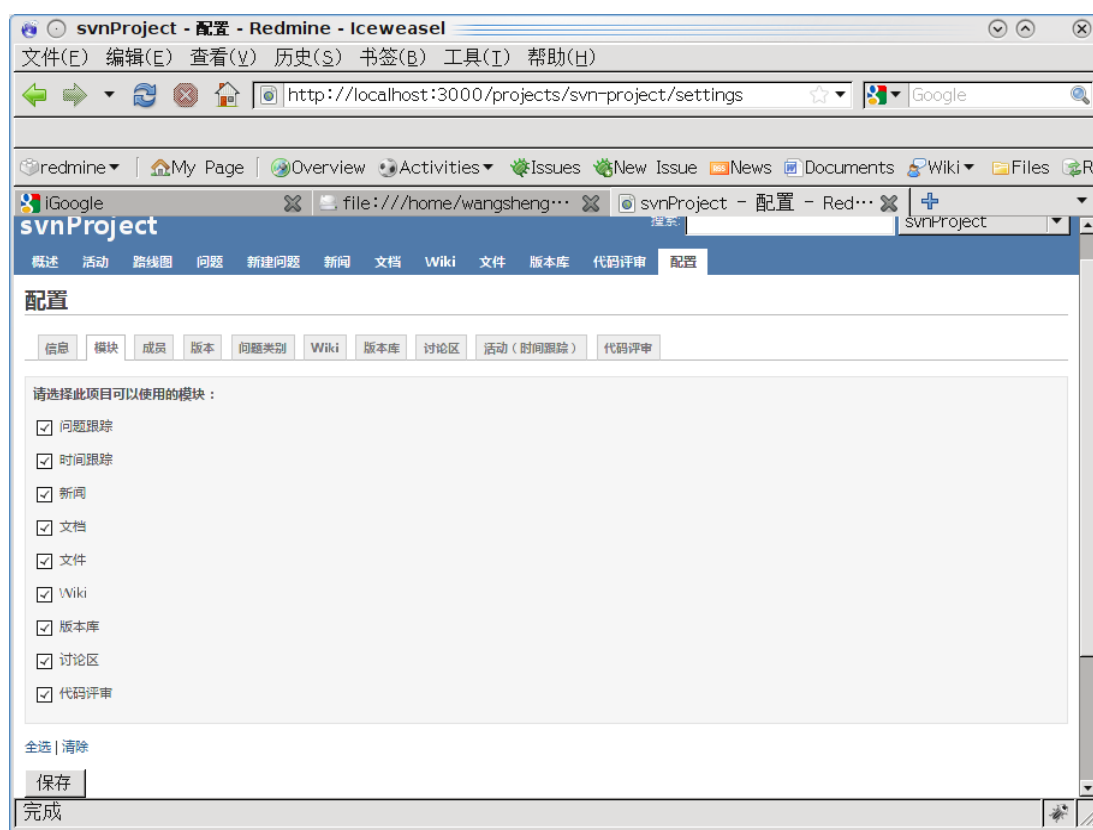 svnProject - 配置 - Redmine - Iceweasel
文件(F) 编辑(E) 查看(V) 历史(S) 书签(B) 工具(T) 帮助(H)
http://localhost:3000/projects/svn-project/settings Google
redmine My Page Overview Activities Issues New Issue News Documents Wiki Files R
iGoogle file:///home/wangsheng… svnProject - 配置 - Red…
svnProject 搜索: svnProject
概述 活动 路线图 问题 新建问题 新闻 文档 Wiki 文件 版本库 代码评审 配置
配置
信息 模块 成员 版本 问题类别 Wiki 版本库 讨论区 活动（时间跟踪） 代码评审
请选择此项目可以使用的模块：
问题跟踪
时间跟踪
新闻
文档
文件
Wiki
版本库
讨论区
代码评审
全选 | 清除
保存
完成